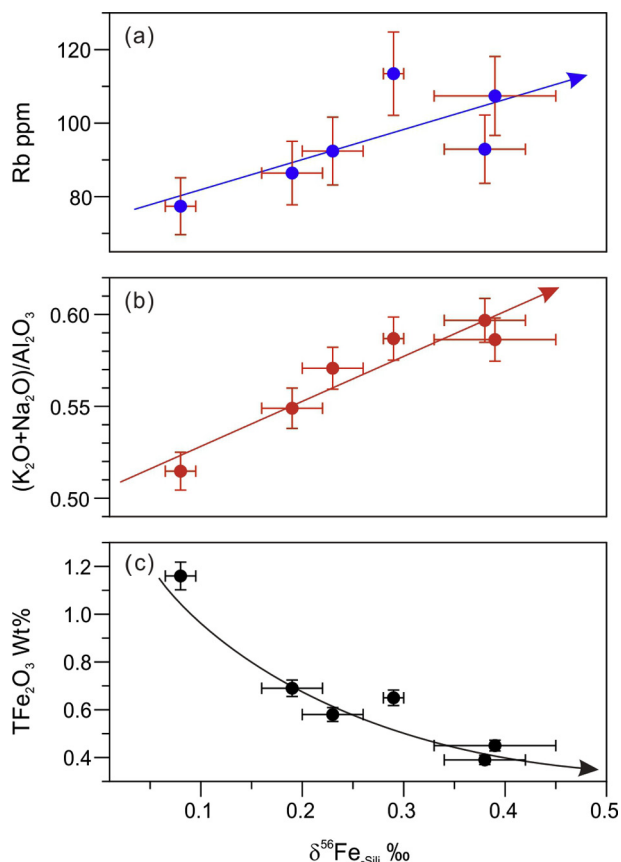 (a)
Rb ppm
120
100
80
(b)
(K₂O+Na₂O)/Al₂O₃
0.60
0.55
0.50
(c)
TFe₂O₃ Wt%
1.2
1.0
0.8
0.6
0.4
0.1 0.2 0.3 0.4 0.5
δ⁵⁶Fe-Sili ‰